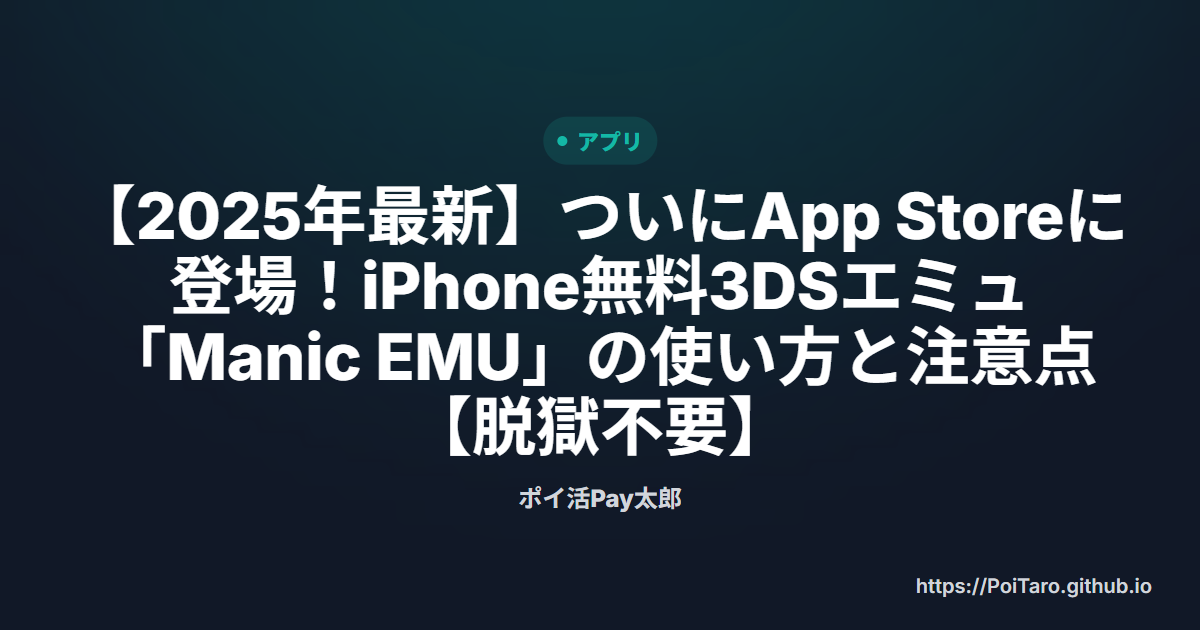 アプリ
【2025年最新】ついにApp Storeに
登場！iPhone無料3DSエミュ
「Manic EMU」の使い方と注意点
【脱獄不要】
ポイ活Pay太郎
https://PoiTaro.github.io